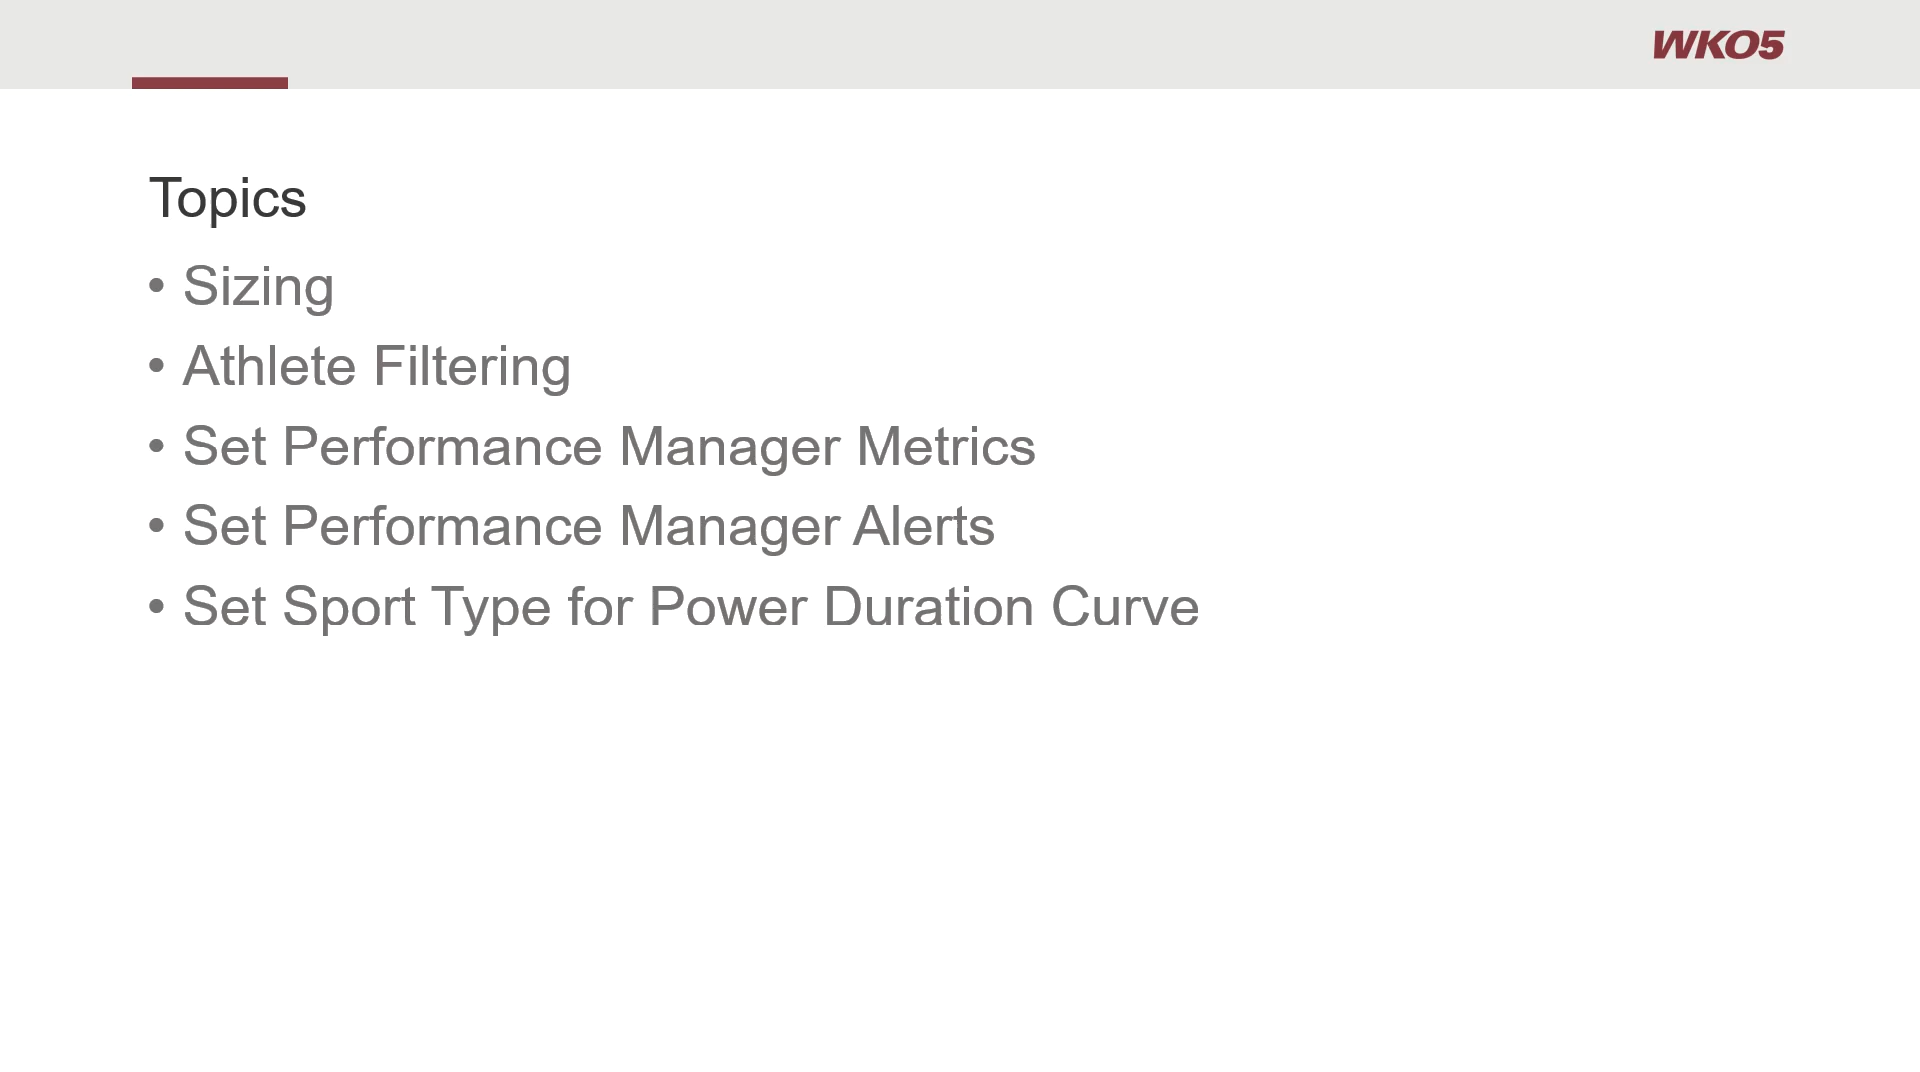 WKO5
Topics
• Sizing
• Athlete Filtering
• Set Performance Manager Metrics
• Set Performance Manager Alerts
• Set Sport Type for Power Duration Curve